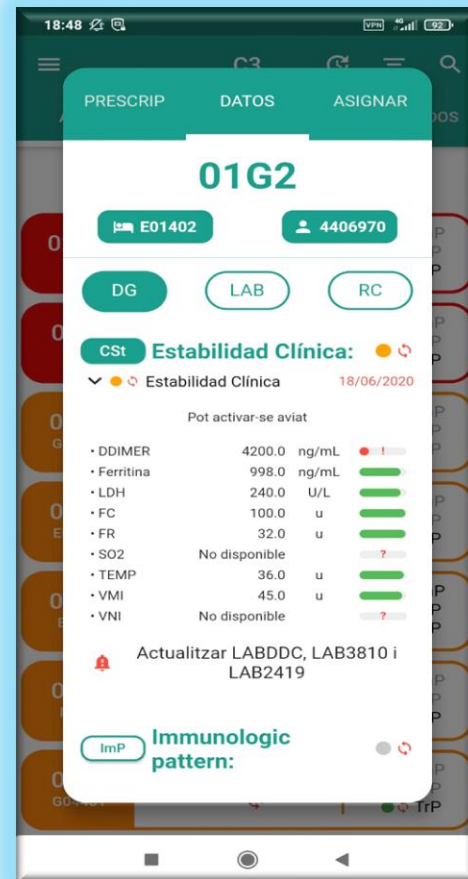 18:48 VPN 4G 92
C3
PRESCRIP DATOS ASIGNAR
01G2
E01402 4406970
DG LAB RC
CSt Estabilidad Clínica:
Estabilidad Clínica 18/06/2020
Pot activar-se aviat
• DDIMER 4200.0 ng/mL !
• Ferritina 998.0 ng/mL
• LDH 240.0 U/L
• FC 100.0 u
• FR 32.0 u
• SO2 No disponible ?
• TEMP 36.0 u
• VMI 45.0 u
• VNI No disponible ?
Actualitzar LABDDC, LAB3810 i
LAB2419
ImP Immunologic
pattern:
TrP